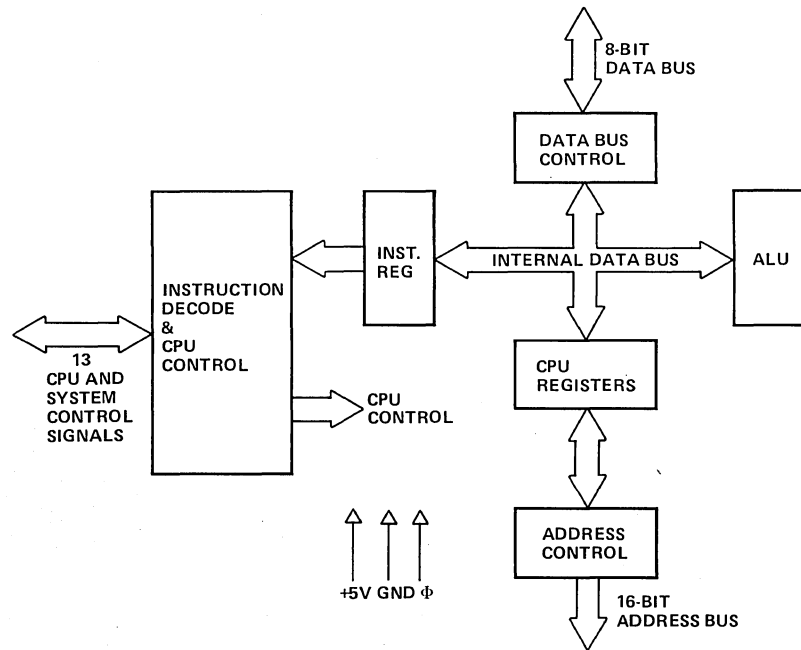 8-BIT
DATA BUS
DATA BUS
CONTROL
INST.
REG
INTERNAL DATA BUS
ALU
INSTRUCTION
DECODE
&
CPU
CONTROL
13
CPU AND
SYSTEM
CONTROL
SIGNALS
CPU
REGISTERS
CPU
CONTROL
ADDRESS
CONTROL
+5V GND Φ
16-BIT
ADDRESS BUS